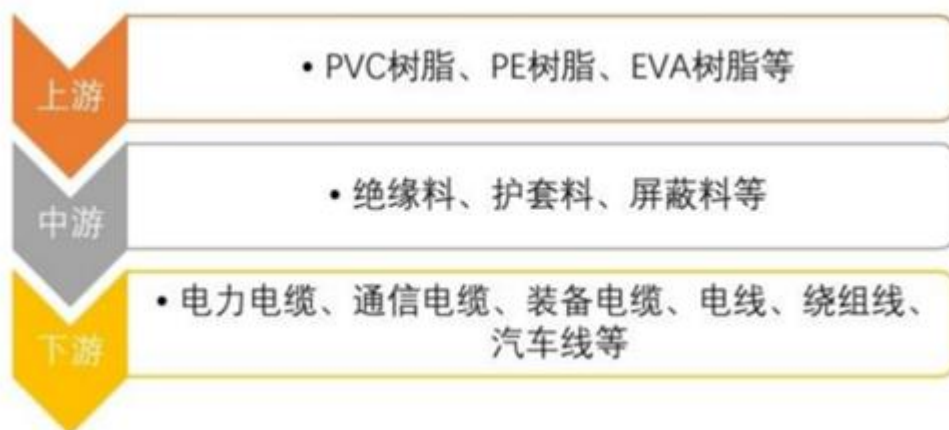 上游
• PVC树脂、PE树脂、EVA树脂等
中游
• 绝缘料、护套料、屏蔽料等
下游
• 电力电缆、通信电缆、装备电缆、电线、绕组线、
汽车线等